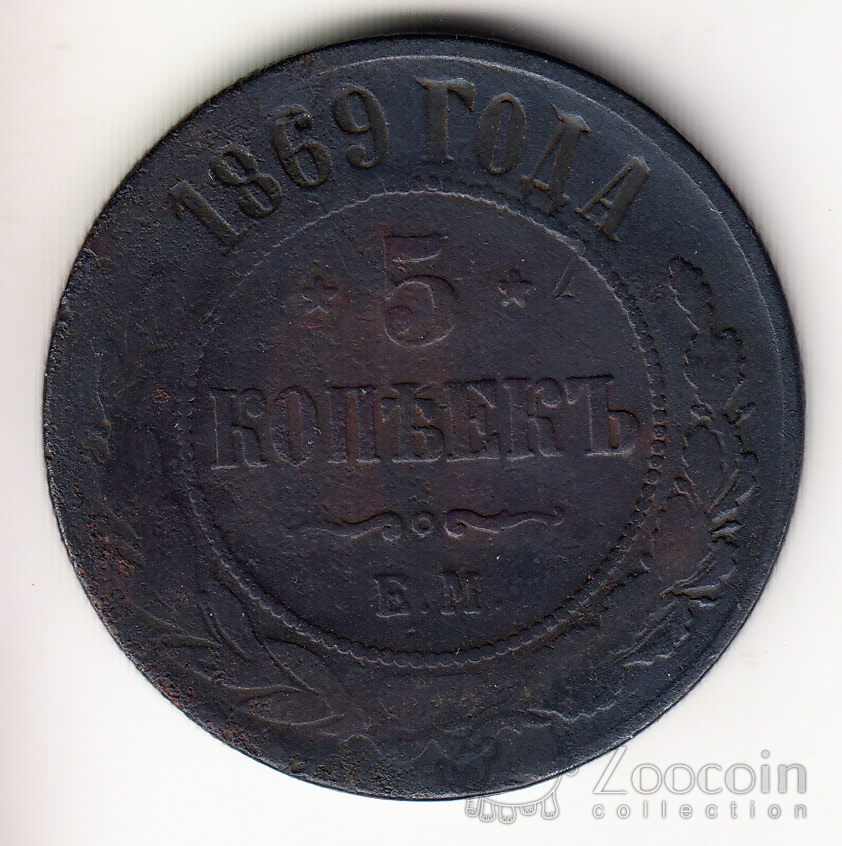 1869 ГОДА
* 5 *
КОПѢЕКЪ
Е.М.
Zoocoin
collection